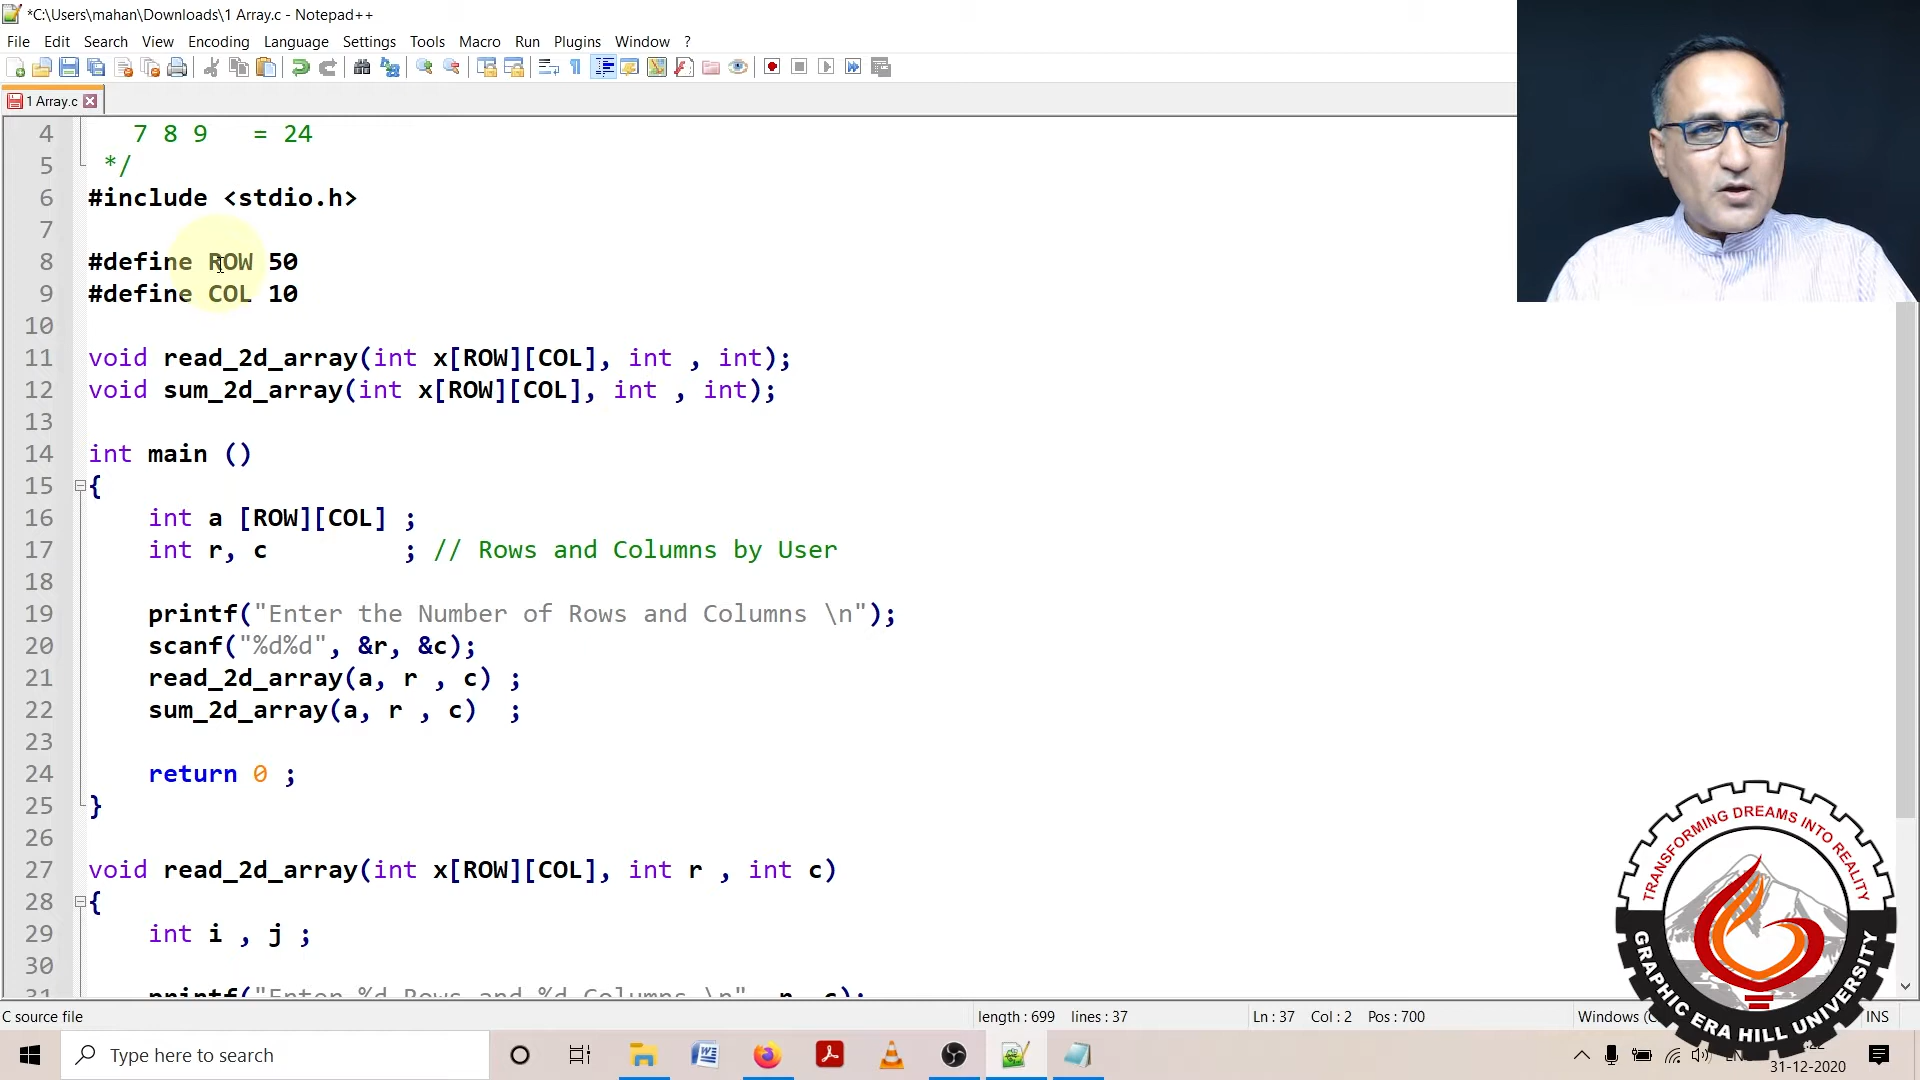 *C:\Users\mahan\Downloads\1 Array.c - Notepad++
File Edit Search View Encoding Language Settings Tools Macro Run Plugins Window ?
1 Array.c
4 7 8 9 = 24
5 */
6 #include <stdio.h>
7
8 #define ROW 50
9 #define COL 10
10
11 void read_2d_array(int x[ROW][COL], int , int);
12 void sum_2d_array(int x[ROW][COL], int , int);
13
14 int main ()
15 {
16 int a [ROW][COL] ;
17 int r, c ; // Rows and Columns by User
18
19 printf("Enter the Number of Rows and Columns \n");
20 scanf("%d%d", &r, &c);
21 read_2d_array(a, r , c) ;
22 sum_2d_array(a, r , c) ;
23
24 return 0 ;
25 }
26
27 void read_2d_array(int x[ROW][COL], int r , int c)
28 {
29 int i , j ;
30
31 printf("Enter %d Rows and %d Columns \n", r, c);
TRANSFORMING DREAMS INTO REALITY
GRAPHIC ERA HILL UNIVERSITY
C source file length : 699 lines : 37 Ln : 37 Col : 2 Pos : 700 Windows (C INS
Type here to search
31-12-2020